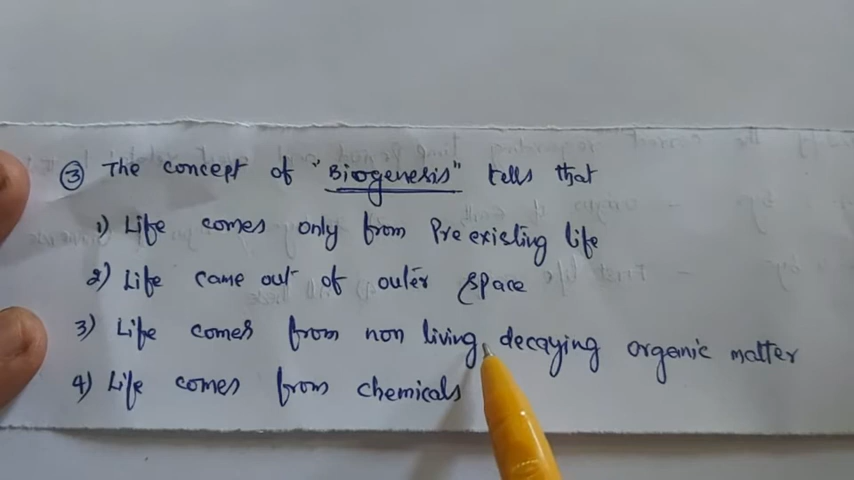 ③ The concept of "Biogenesis" tells that
1) Life comes only from Pre existing life
2) Life came out of outer space
3) Life comes from non living, decaying organic matter
4) Life comes from chemicals